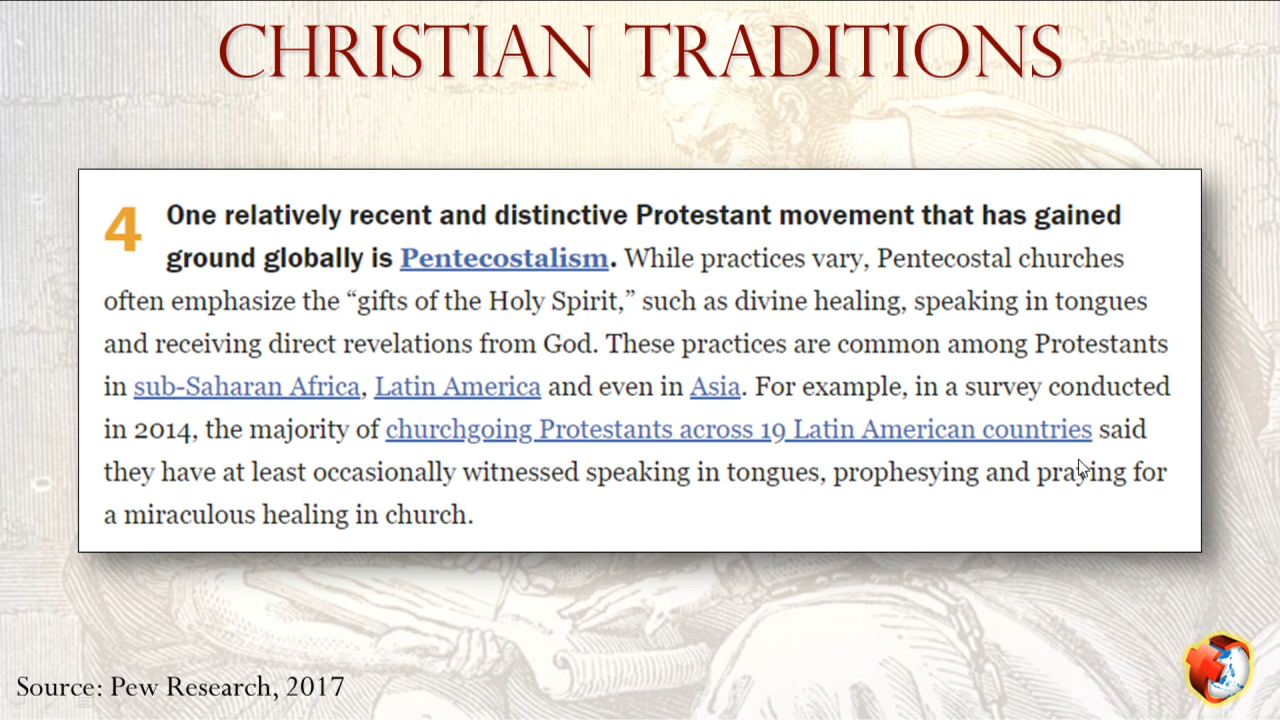 CHRISTIAN TRADITIONS
4 One relatively recent and distinctive Protestant movement that has gained
ground globally is Pentecostalism. While practices vary, Pentecostal churches
often emphasize the “gifts of the Holy Spirit,” such as divine healing, speaking in tongues
and receiving direct revelations from God. These practices are common among Protestants
in sub-Saharan Africa, Latin America and even in Asia. For example, in a survey conducted
in 2014, the majority of churchgoing Protestants across 19 Latin American countries said
they have at least occasionally witnessed speaking in tongues, prophesying and praying for
a miraculous healing in church.
Source: Pew Research, 2017